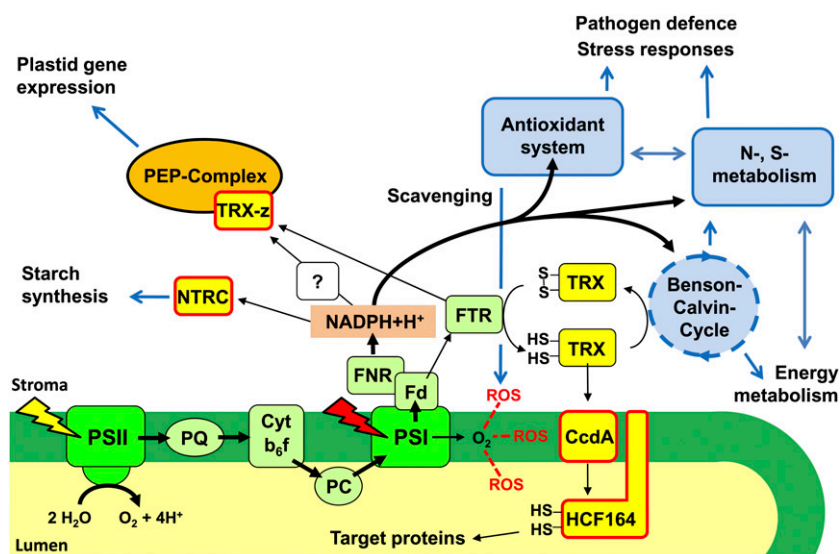 Pathogen defence
Stress responses
Plastid gene
expression
Antioxidant
system
N-, S-
metabolism
PEP-Complex
TRX-z
Scavenging
Starch
synthesis
NTRC
?
NADPH+H⁺
FTR
S
S
TRX
HS
HS
TRX
Benson-
Calvin-
Cycle
FNR
Fd
Energy
metabolism
Stroma
PSII
PQ
Cyt
b₆f
PC
PSI
O₂
ROS
ROS
ROS
CcdA
2 H₂O
O₂ + 4H⁺
HS
HS
HCF164
Target proteins
Lumen